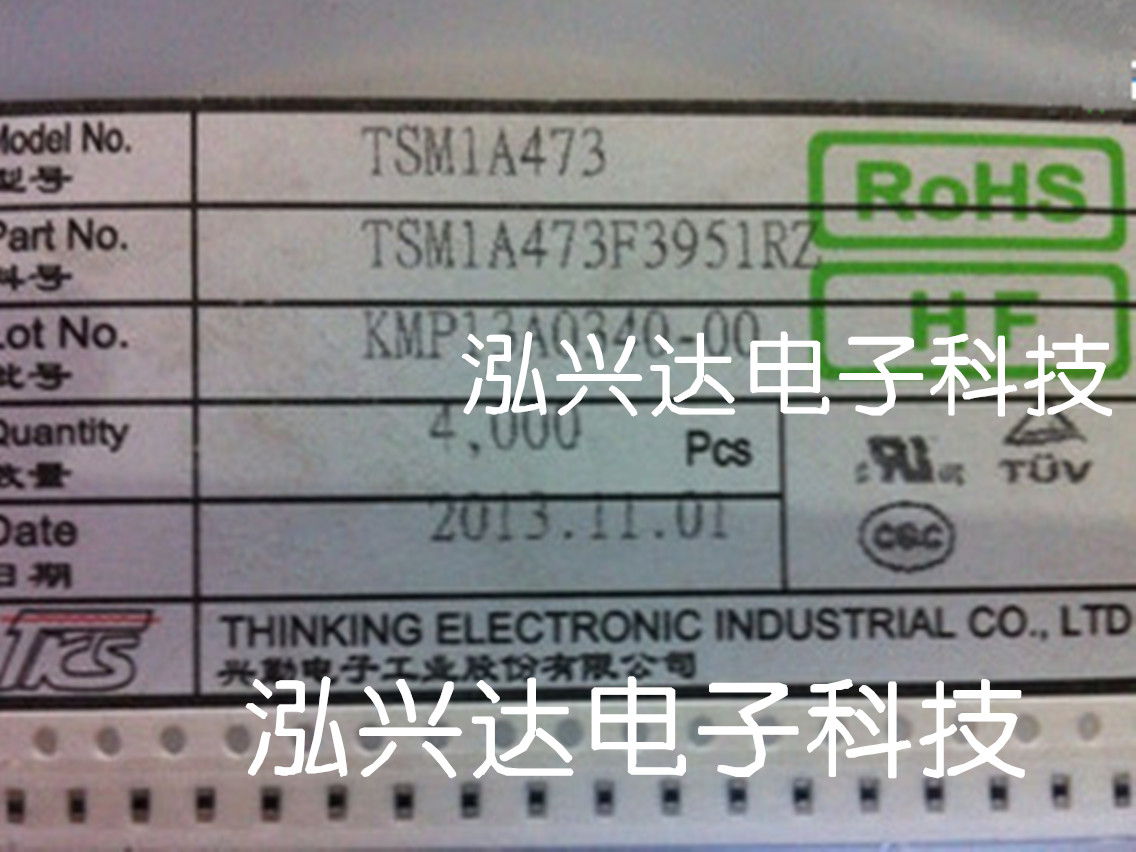 Model No. TSM1A473
型号
RoHS
Part No. TSM1A473F3951RZ
料号
HF
Lot No. KMP13A0340-00
批号
泓兴达电子科技
Quantity 4,000 Pcs
数量
TÜV
Date 2013.11.01
日期
CQC
TKS THINKING ELECTRONIC INDUSTRIAL CO., LTD
兴勤电子工业股份有限公司
泓兴达电子科技